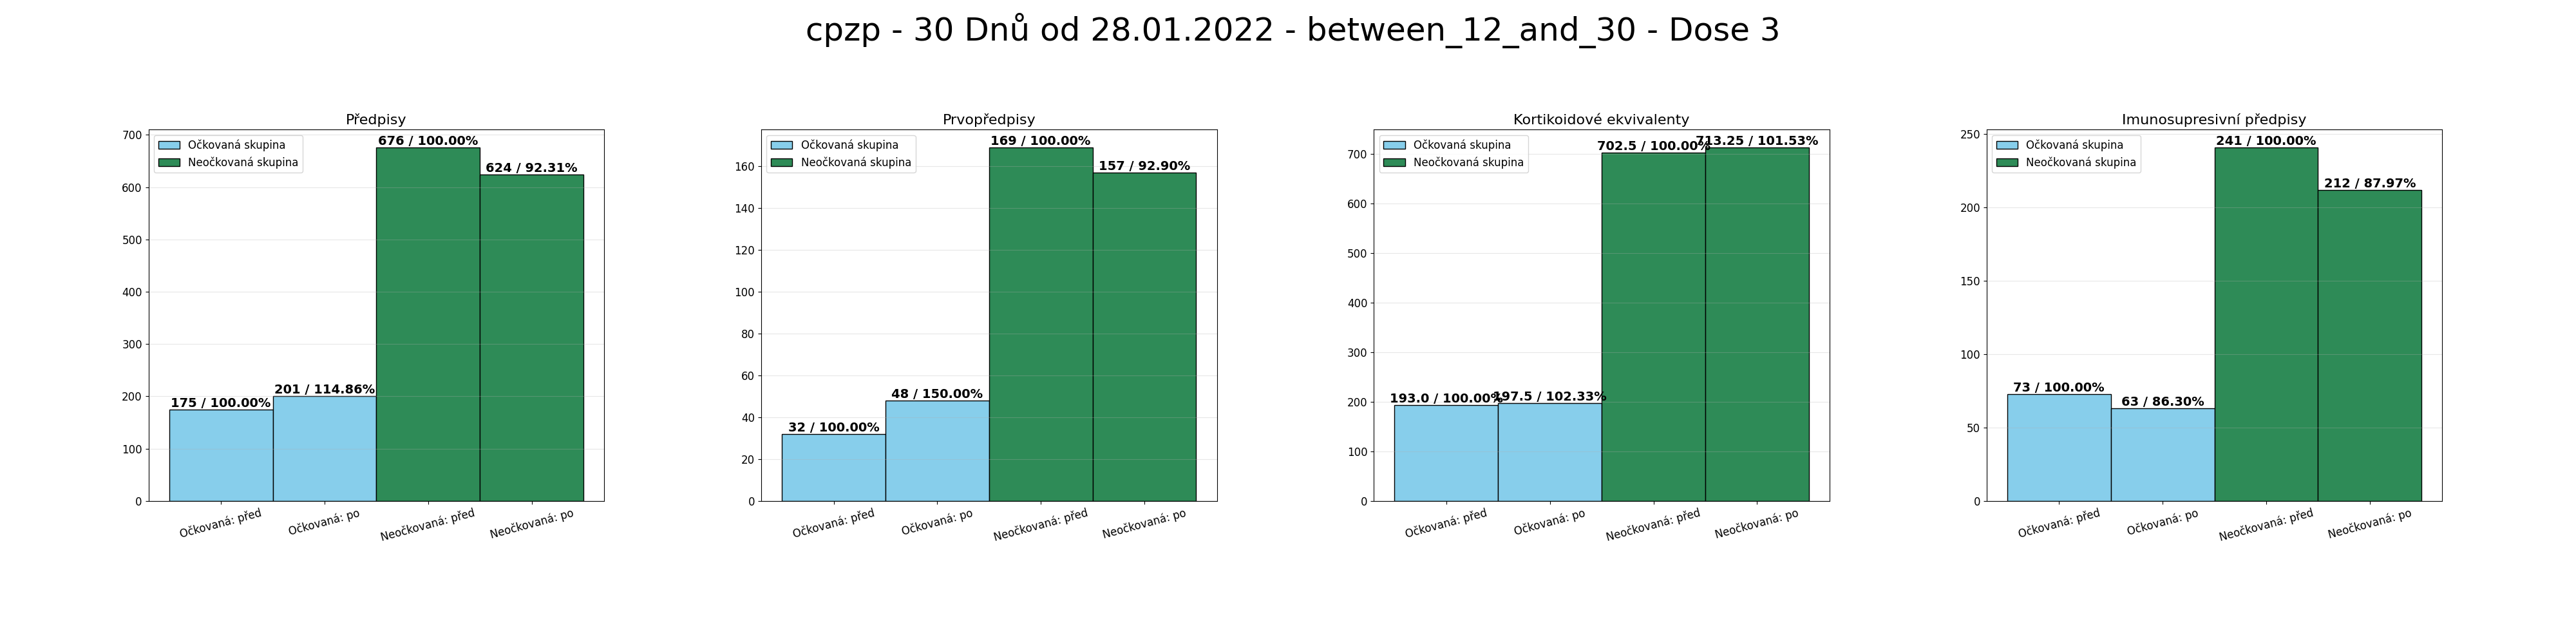 cpzp - 30 Dnů od 28.01.2022 - between_12_and_30 - Dose 3
Předpisy
Očkovaná skupina
Neočkovaná skupina
700
600
500
400
300
200
100
0
175 / 100.00%
201 / 114.86%
676 / 100.00%
624 / 92.31%
Očkovaná: před
Očkovaná: po
Neočkovaná: před
Neočkovaná: po
Prvopředpisy
Očkovaná skupina
Neočkovaná skupina
160
140
120
100
80
60
40
20
0
32 / 100.00%
48 / 150.00%
169 / 100.00%
157 / 92.90%
Očkovaná: před
Očkovaná: po
Neočkovaná: před
Neočkovaná: po
Kortikoidové ekvivalenty
Očkovaná skupina
Neočkovaná skupina
700
600
500
400
300
200
100
0
193.0 / 100.00%
197.5 / 102.33%
702.5 / 100.00%
713.25 / 101.53%
Očkovaná: před
Očkovaná: po
Neočkovaná: před
Neočkovaná: po
Imunosupresivní předpisy
Očkovaná skupina
Neočkovaná skupina
250
200
150
100
50
0
73 / 100.00%
63 / 86.30%
241 / 100.00%
212 / 87.97%
Očkovaná: před
Očkovaná: po
Neočkovaná: před
Neočkovaná: po